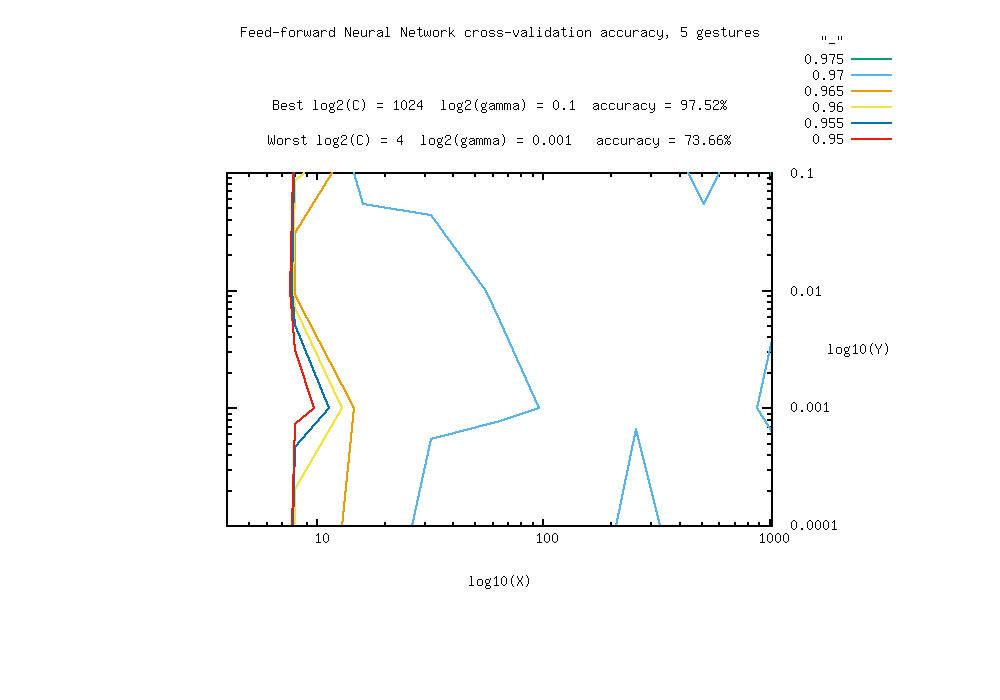 Feed-forward Neural Network cross-validation accuracy, 5 gestures
"_"
0.975
0.97
0.965
0.96
0.955
0.95
Best log2(C) = 1024  log2(gamma) = 0.1  accuracy = 97.52%
Worst log2(C) = 4  log2(gamma) = 0.001   accuracy = 73.66%
0.1
0.01
log10(Y)
0.001
0.0001
10
100
1000
log10(X)